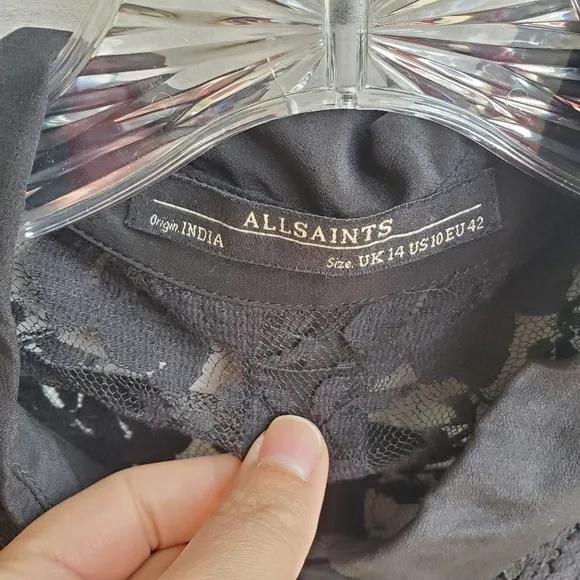 ALLSAINTS
Origin. INDIA
Size. UK 14 US 10 EU 42